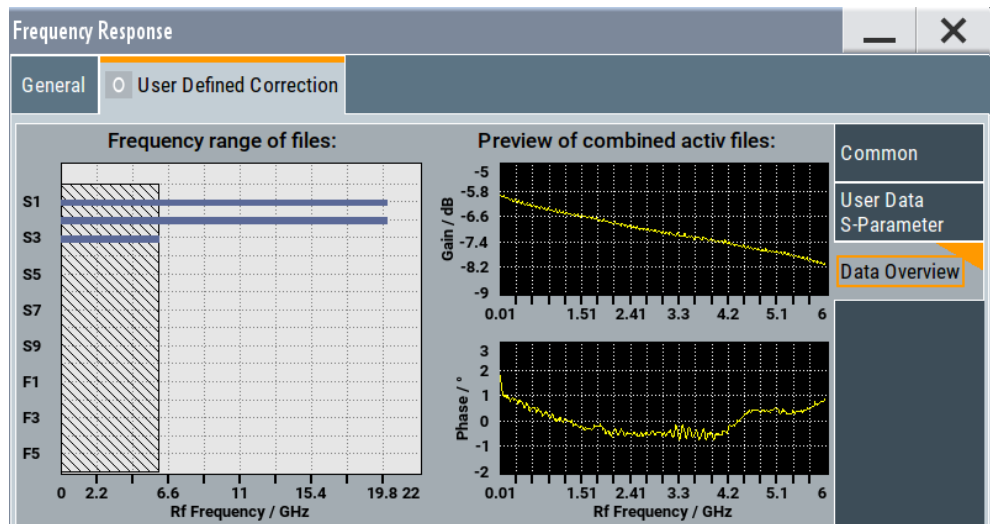 Frequency Response
General
O User Defined Correction
Frequency range of files:
S1
S3
S5
S7
S9
F1
F3
F5
0 2.2 6.6 11 15.4 19.8 22
Rf Frequency / GHz
Preview of combined activ files:
Gain / dB
-5
-5.8
-6.6
-7.4
-8.2
-9
0.01 1.51 2.41 3.3 4.2 5.1 6
Phase / °
3
2
1
0
-1
-2
0.01 1.51 2.41 3.3 4.2 5.1 6
Rf Frequency / GHz
Common
User Data
S-Parameter
Data Overview